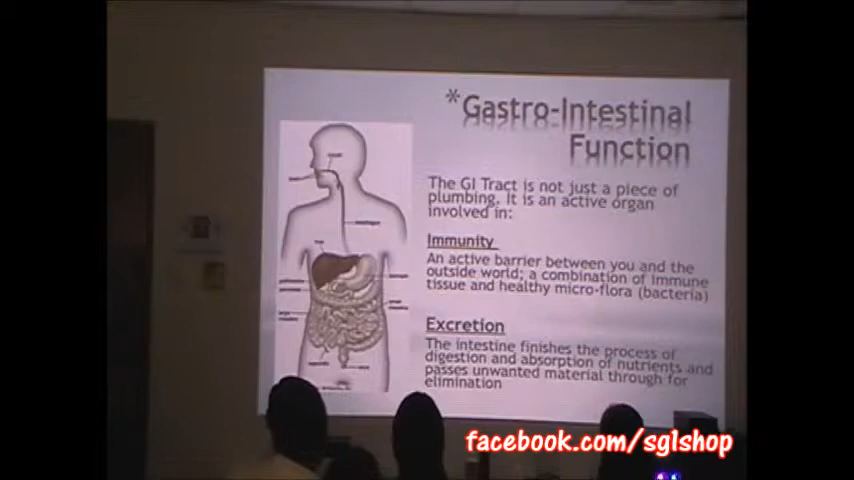 *Gastro-Intestinal
Function
The GI Tract is not just a piece of
plumbing. It is an active organ
involved in:
Immunity
An active barrier between you and the
outside world; a combination of immune
tissue and healthy micro-flora (bacteria)
Excretion
The intestine finishes the process of
digestion and absorption of nutrients and
passes unwanted material through for
elimination
facebook.com/sg1shop